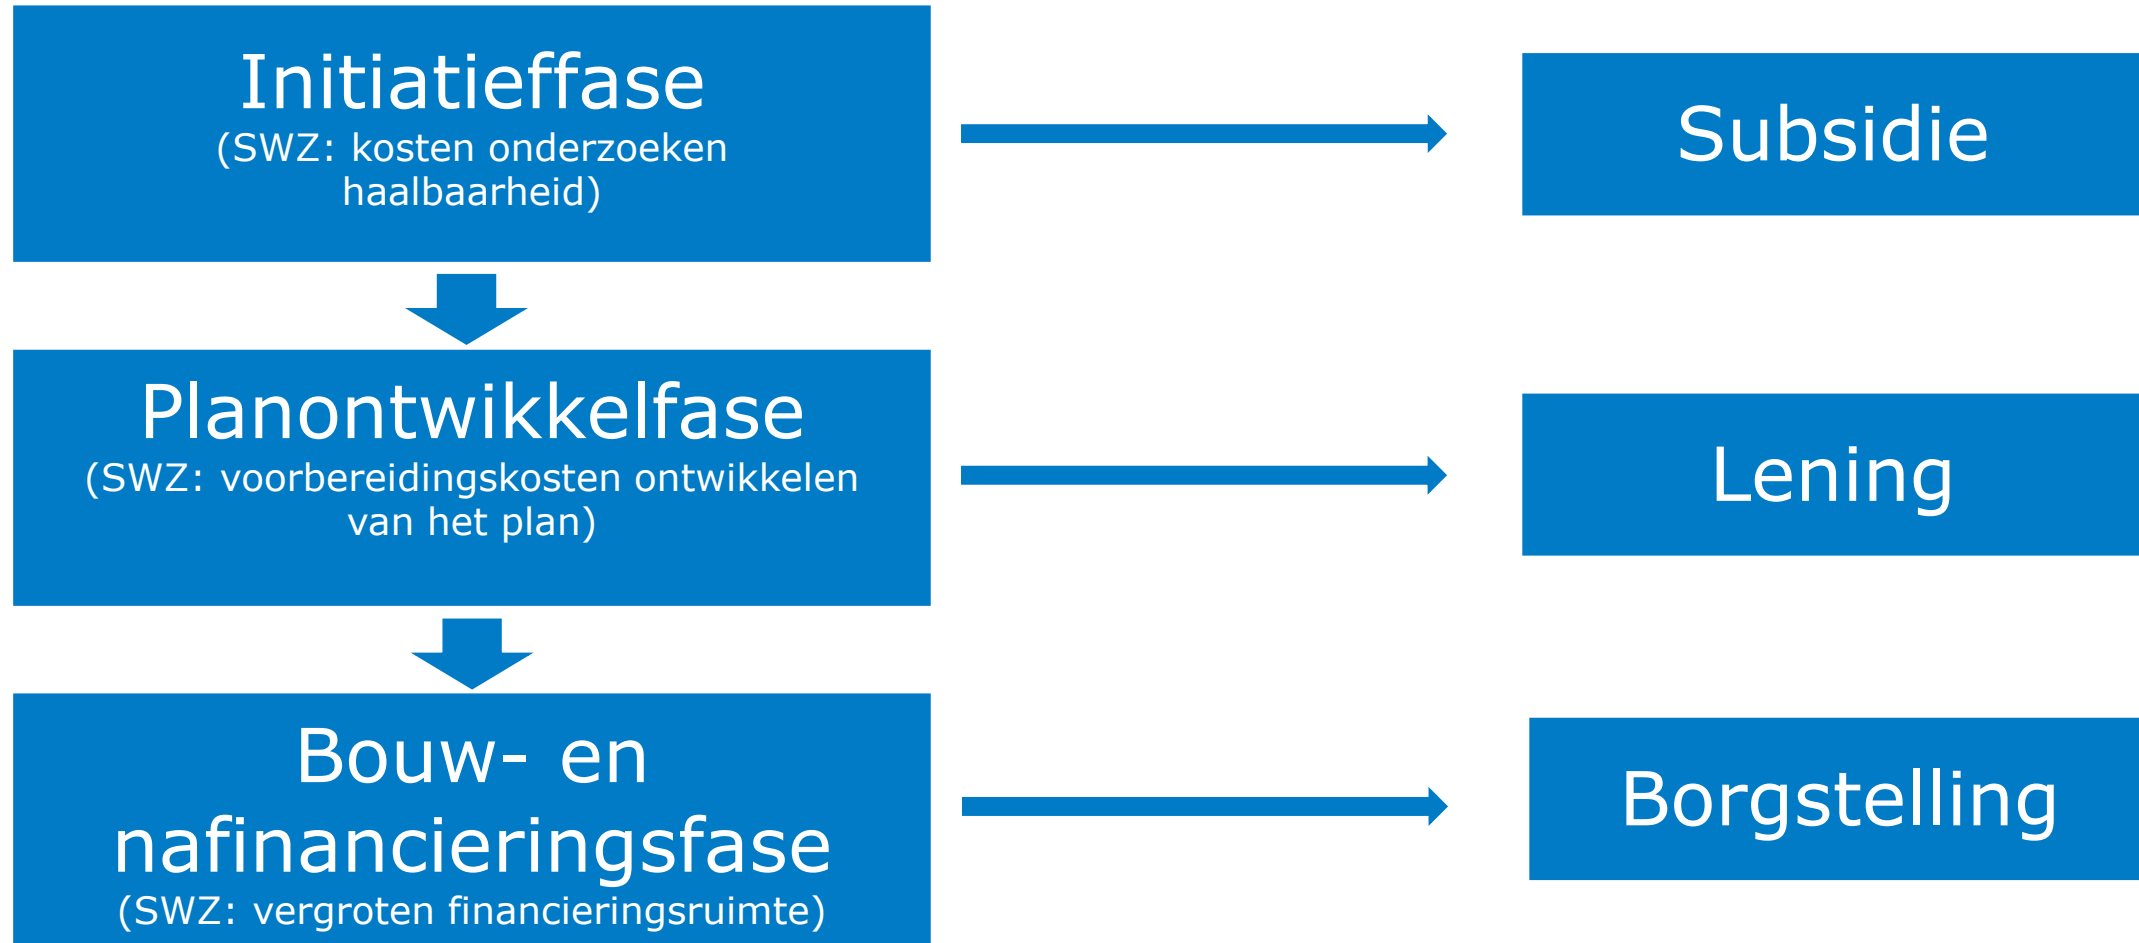 Initiatieffase
(SWZ: kosten onderzoeken
haalbaarheid)
Subsidie
Planontwikkelfase
(SWZ: voorbereidingskosten ontwikkelen
van het plan)
Lening
Bouw- en
nafinancieringsfase
(SWZ: vergroten financieringsruimte)
Borgstelling